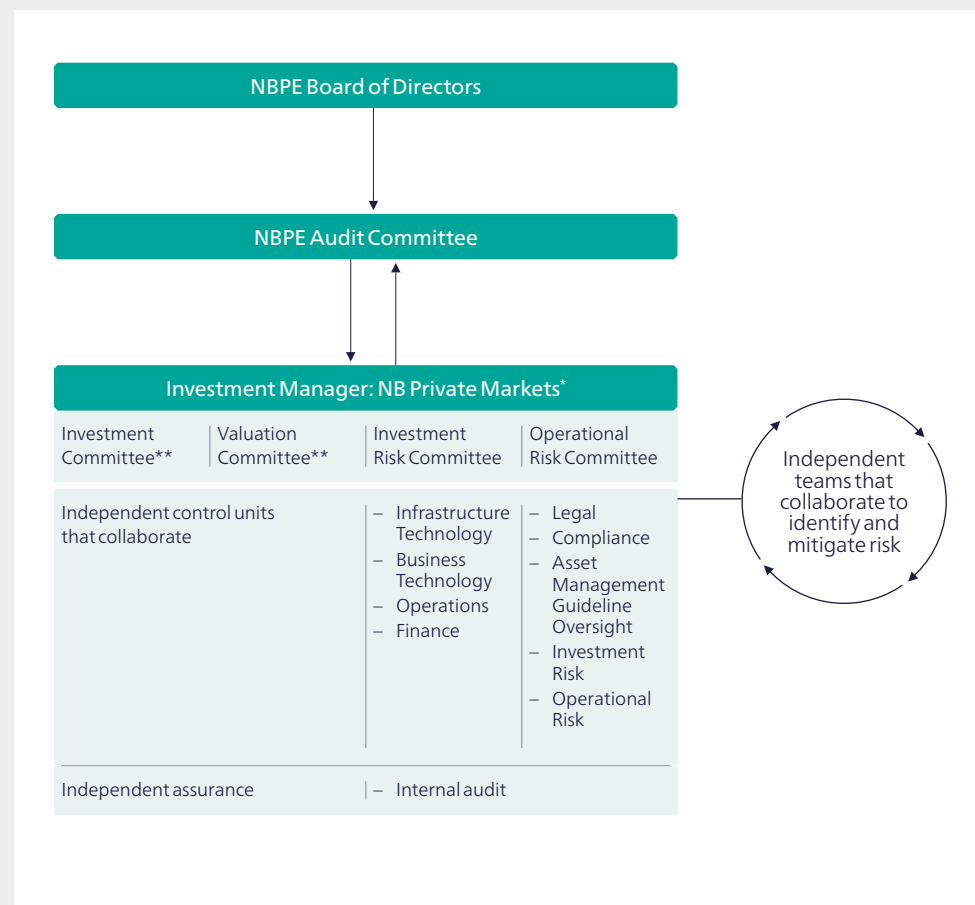 NBPE Board of Directors
NBPE Audit Committee
Investment Manager: NB Private Markets*
Investment
Committee**
Valuation
Committee**
Investment
Risk Committee
Operational
Risk Committee
Independent control units
that collaborate
– Infrastructure
Technology
– Business
Technology
– Operations
– Finance
– Legal
– Compliance
– Asset
Management
Guideline
Oversight
– Investment
Risk
– Operational
Risk
Independent assurance
– Internal audit
Independent
teams that
collaborate to
identify and
mitigate risk